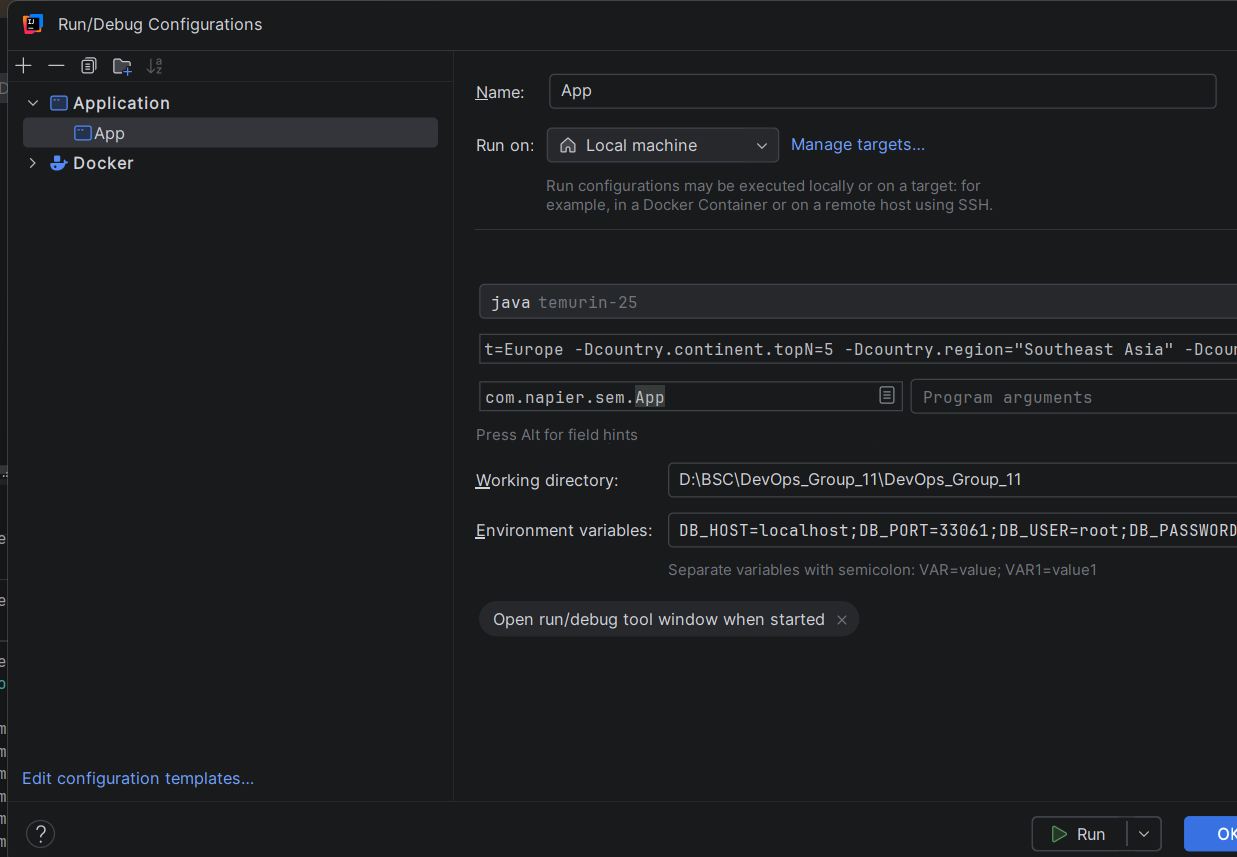 Run/Debug Configurations
Application
App
Docker
Name: App
Run on: Local machine Manage targets...
Run configurations may be executed locally or on a target: for
example, in a Docker Container or on a remote host using SSH.
java temurin-25
t=Europe -Dcountry.continent.topN=5 -Dcountry.region="Southeast Asia" -Dcoun
com.napier.sem.App Program arguments
Press Alt for field hints
Working directory: D:\BSC\DevOps_Group_11\DevOps_Group_11
Environment variables: DB_HOST=localhost;DB_PORT=33061;DB_USER=root;DB_PASSWORD
Separate variables with semicolon: VAR=value; VAR1=value1
Open run/debug tool window when started
Edit configuration templates...
? Run OK